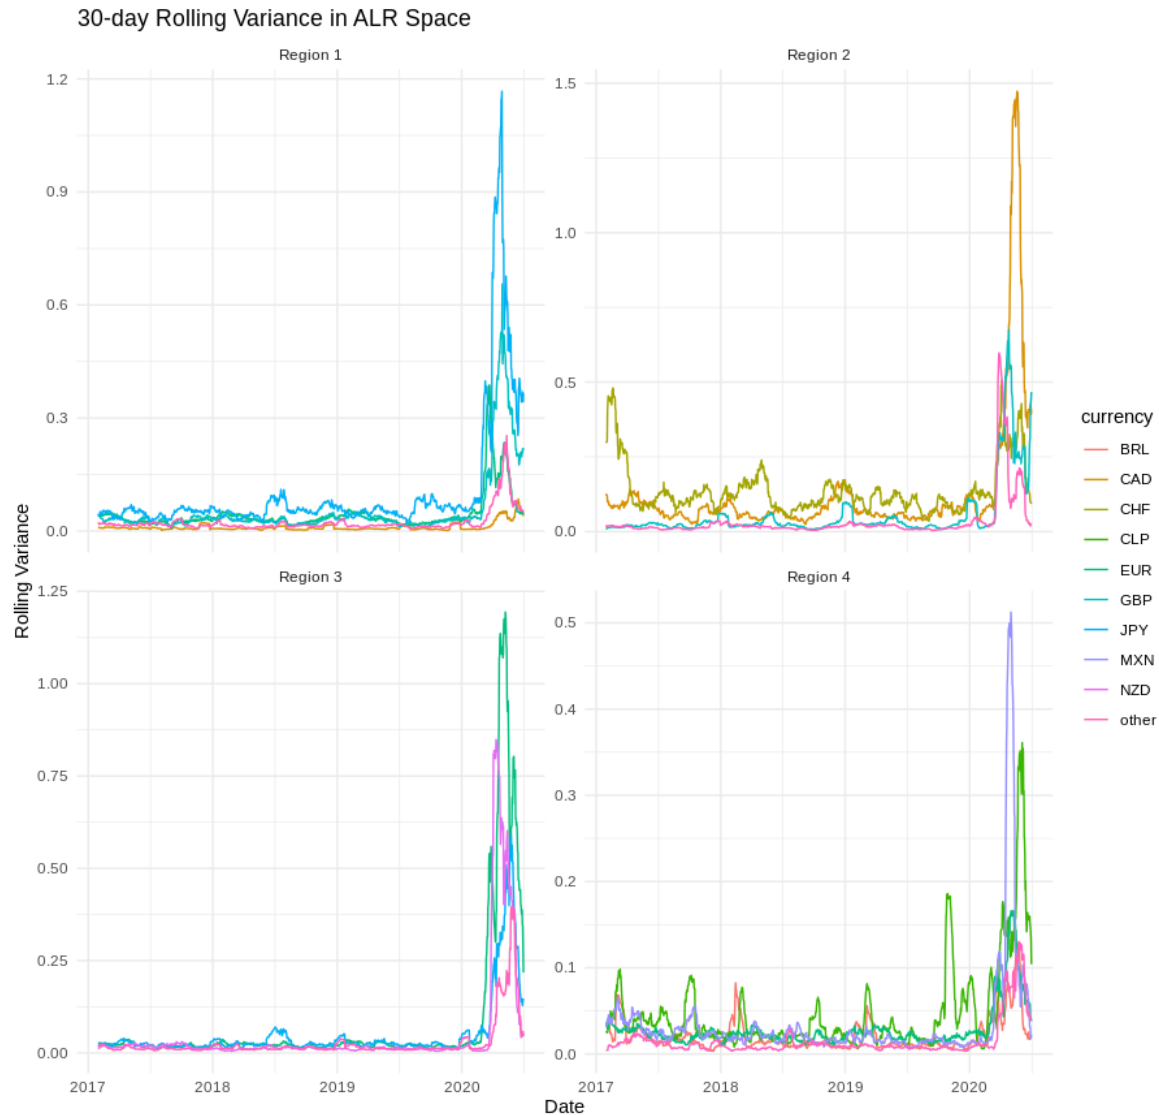 30-day Rolling Variance in ALR Space
Region 1
Region 2
1.2
0.9
0.6
0.3
0.0
1.5
1.0
0.5
0.0
Region 3
Region 4
1.25
1.00
0.75
0.50
0.25
0.00
0.5
0.4
0.3
0.2
0.1
0.0
2017
2018
2019
2020
2017
2018
2019
2020
Rolling Variance
Date
currency
BRL
CAD
CHF
CLP
EUR
GBP
JPY
MXN
NZD
other